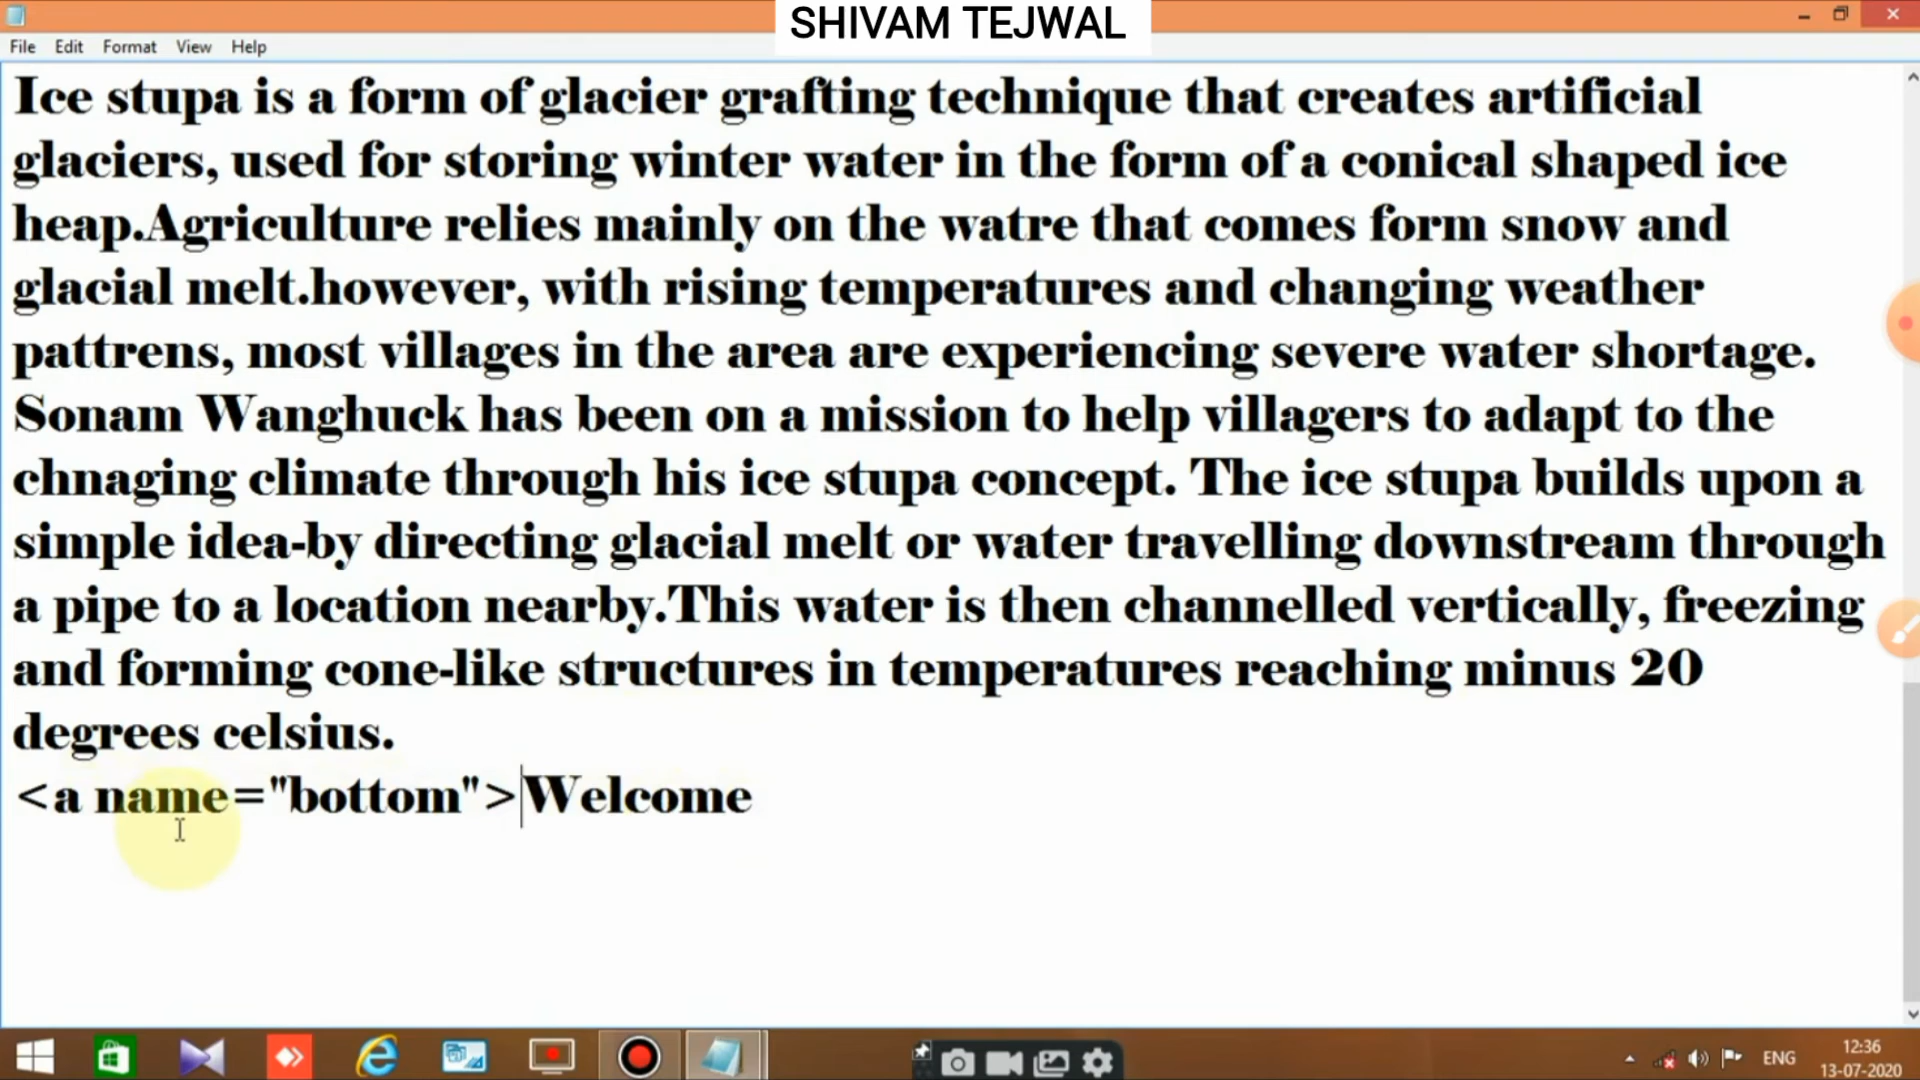 SHIVAM TEJWAL
File Edit Format View Help
Ice stupa is a form of glacier grafting technique that creates artificial
glaciers, used for storing winter water in the form of a conical shaped ice
heap.Agriculture relies mainly on the watre that comes form snow and
glacial melt.however, with rising temperatures and changing weather
pattrens, most villages in the area are experiencing severe water shortage.
Sonam Wanghuck has been on a mission to help villagers to adapt to the
chnaging climate through his ice stupa concept. The ice stupa builds upon a
simple idea-by directing glacial melt or water travelling downstream through
a pipe to a location nearby.This water is then channelled vertically, freezing
and forming cone-like structures in temperatures reaching minus 20
degrees celsius.
<a name="bottom">Welcome
ENG
12:36
13-07-2020